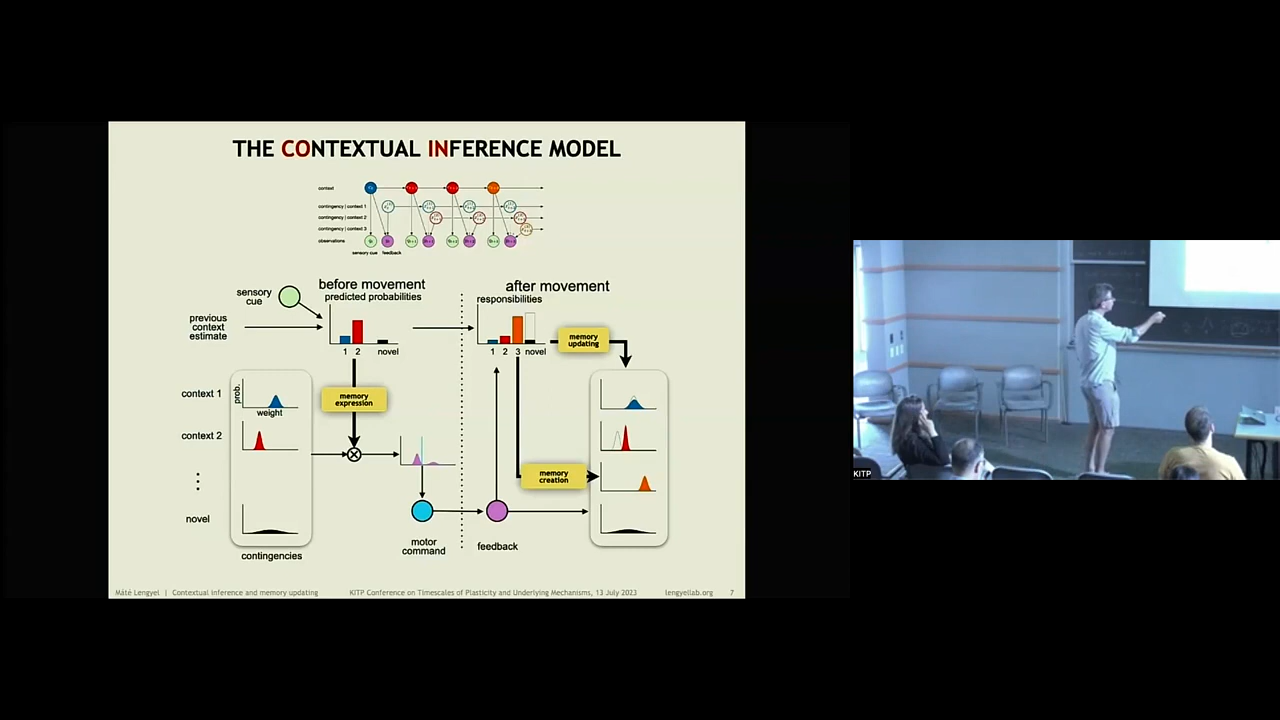 THE CONTEXTUAL INFERENCE MODEL
context
contingency | context 1
contingency | context 2
contingency | context 3
observations
sensory cue feedback
before movement
predicted probabilities
after movement
responsibilities
sensory
cue
previous
context
estimate
1 2 novel
1 2 3 novel
memory
updating
context 1
prob.
weight
memory
expression
context 2
memory
creation
novel
contingencies
motor
command
feedback
Máté Lengyel | Contextual inference and memory updating KITP Conference on Timescales of Plasticity and Underlying Mechanisms, 13 July 2023 lengyellab.org 7
KITP